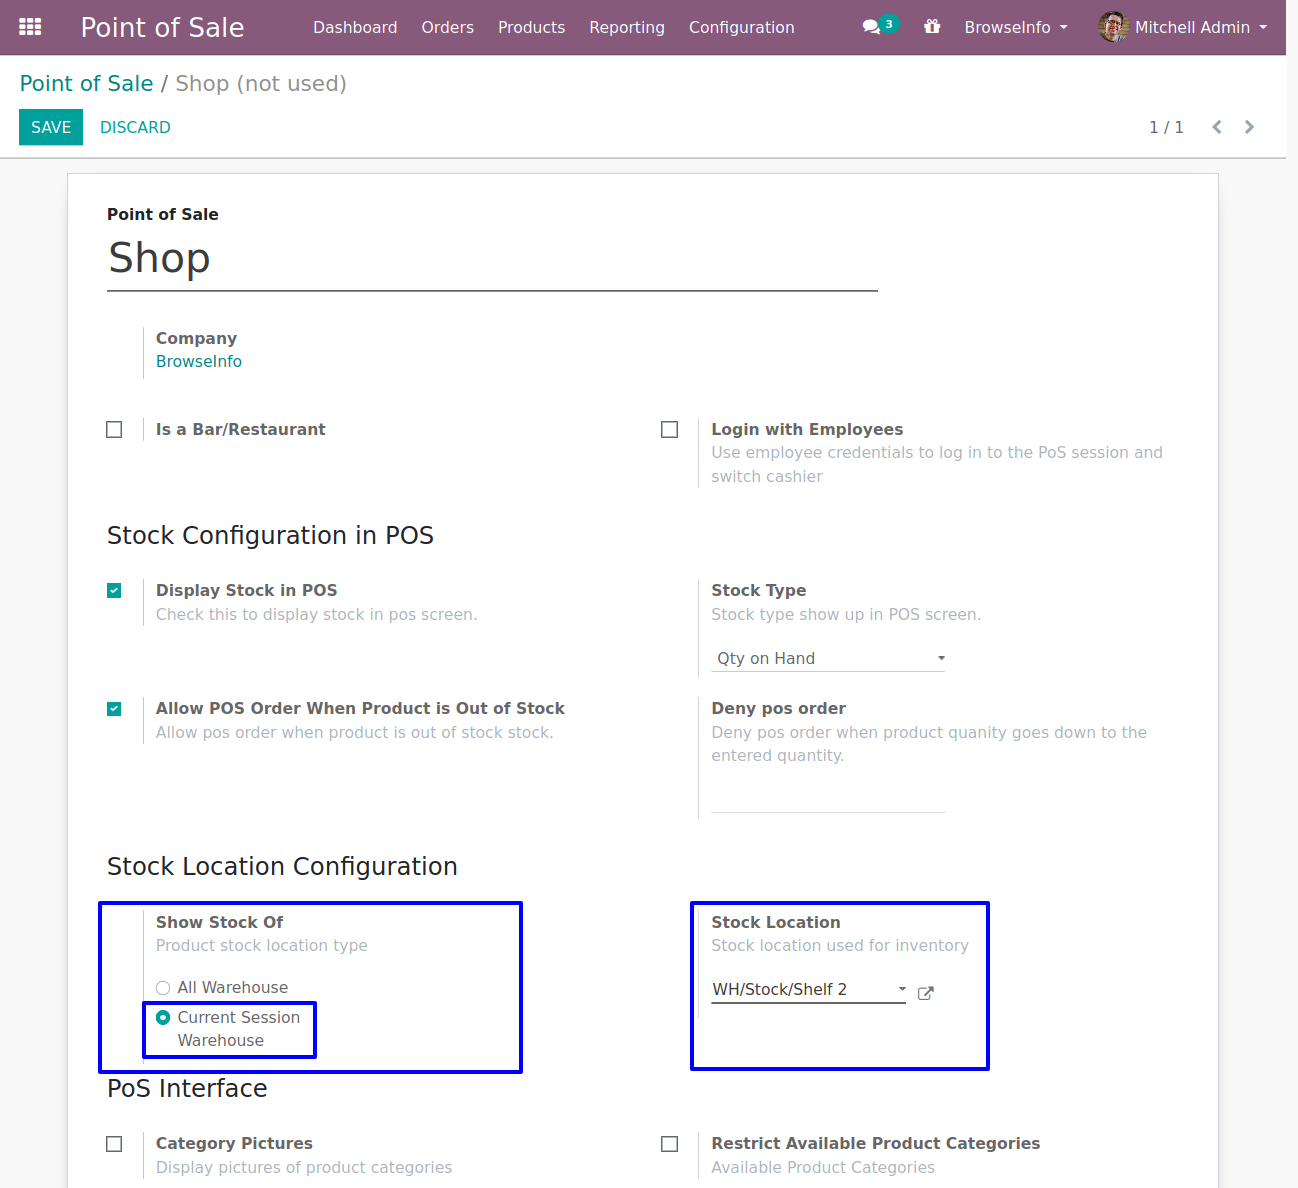 Point of Sale Dashboard Orders Products Reporting Configuration 3 BrowseInfo Mitchell Admin
Point of Sale / Shop (not used)
SAVE DISCARD 1 / 1
Point of Sale
Shop
Company
BrowseInfo
Is a Bar/Restaurant
Login with Employees
Use employee credentials to log in to the PoS session and
switch cashier
Stock Configuration in POS
Display Stock in POS
Check this to display stock in pos screen.
Stock Type
Stock type show up in POS screen.
Qty on Hand
Allow POS Order When Product is Out of Stock
Allow pos order when product is out of stock stock.
Deny pos order
Deny pos order when product quanity goes down to the
entered quantity.
Stock Location Configuration
Show Stock Of
Product stock location type
All Warehouse
Current Session
Warehouse
Stock Location
Stock location used for inventory
WH/Stock/Shelf 2
PoS Interface
Category Pictures
Display pictures of product categories
Restrict Available Product Categories
Available Product Categories